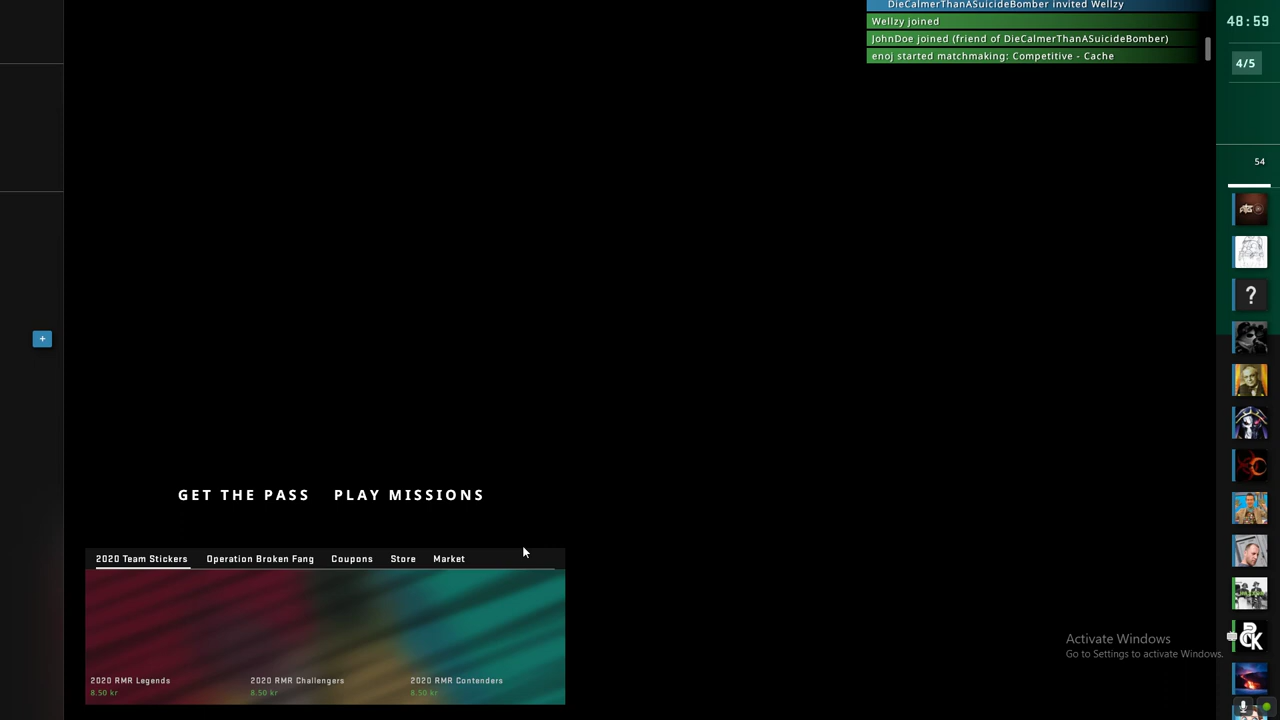 DieCalmerThanASuicideBomber invited Wellzy
Wellzy joined
JohnDoe joined (friend of DieCalmerThanASuicideBomber)
enoj started matchmaking: Competitive - Cache
48:59
4/5
54
+
?
GET THE PASS PLAY MISSIONS
2020 Team Stickers Operation Broken Fang Coupons Store Market
2020 RMR Legends 2020 RMR Challengers 2020 RMR Contenders
8.50 kr 8.50 kr 8.50 kr
Activate Windows
Go to Settings to activate Windows.